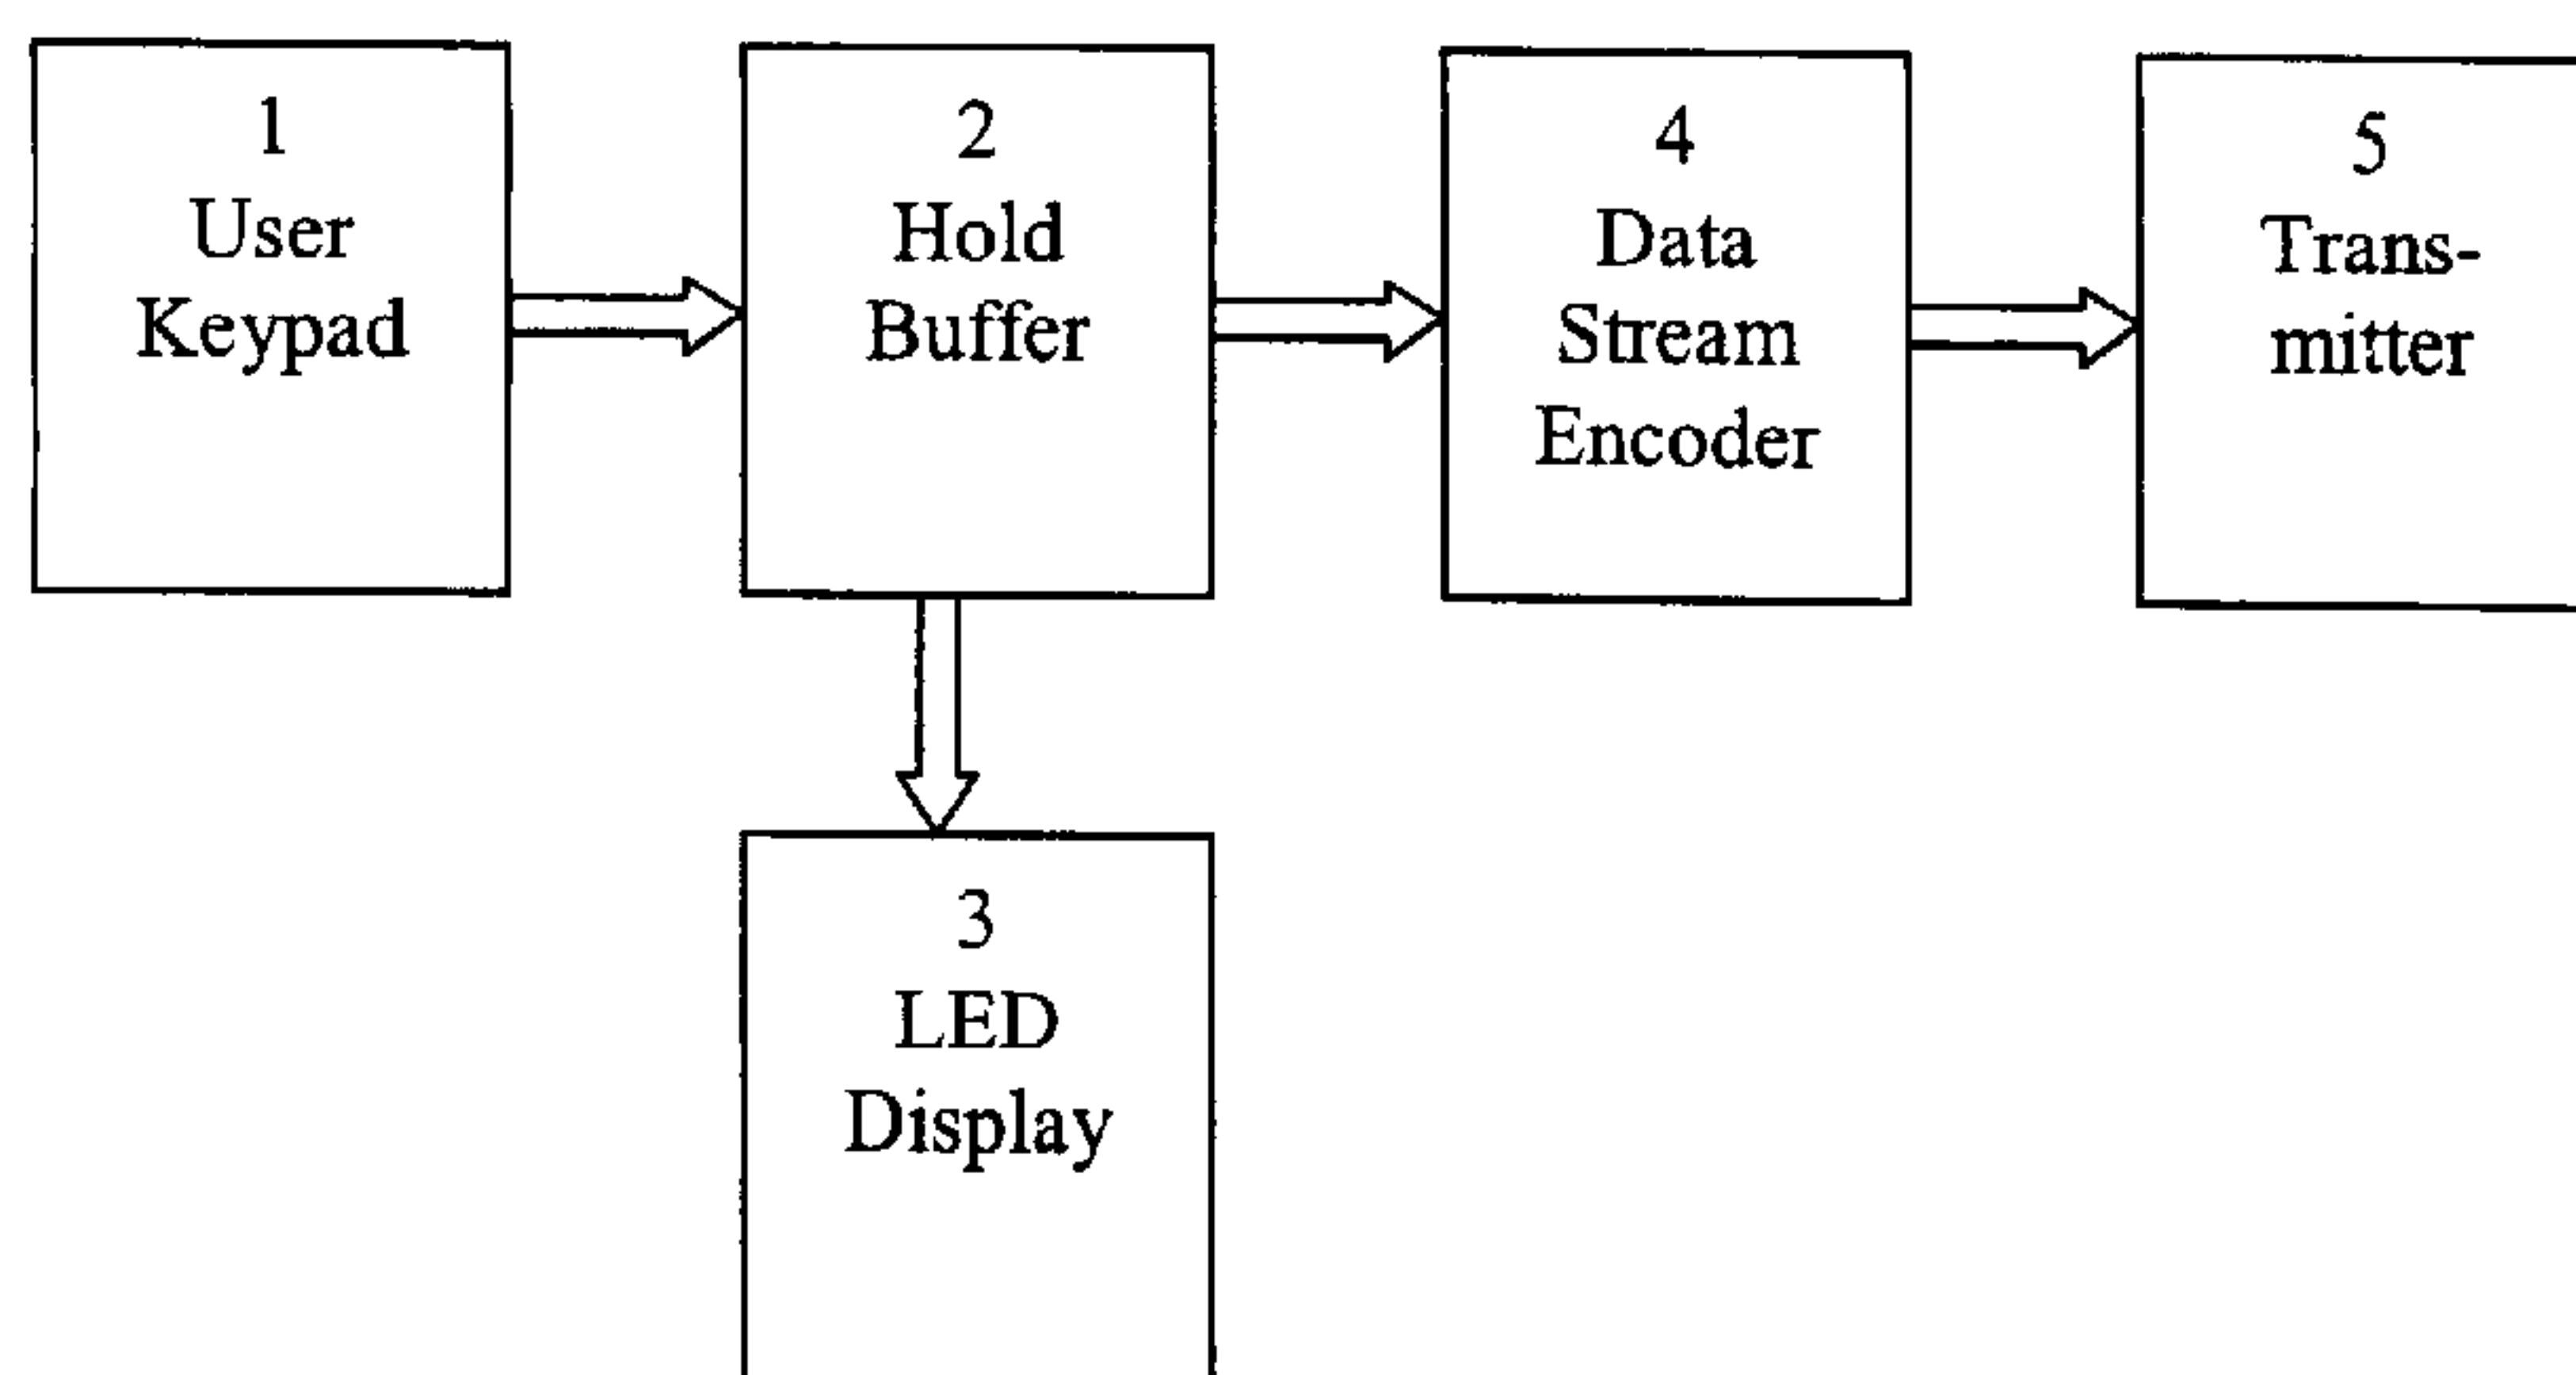 1
User
Keypad
2
Hold
Buffer
4
Data
Stream
Encoder
5
Trans-
mitter
3
LED
Display